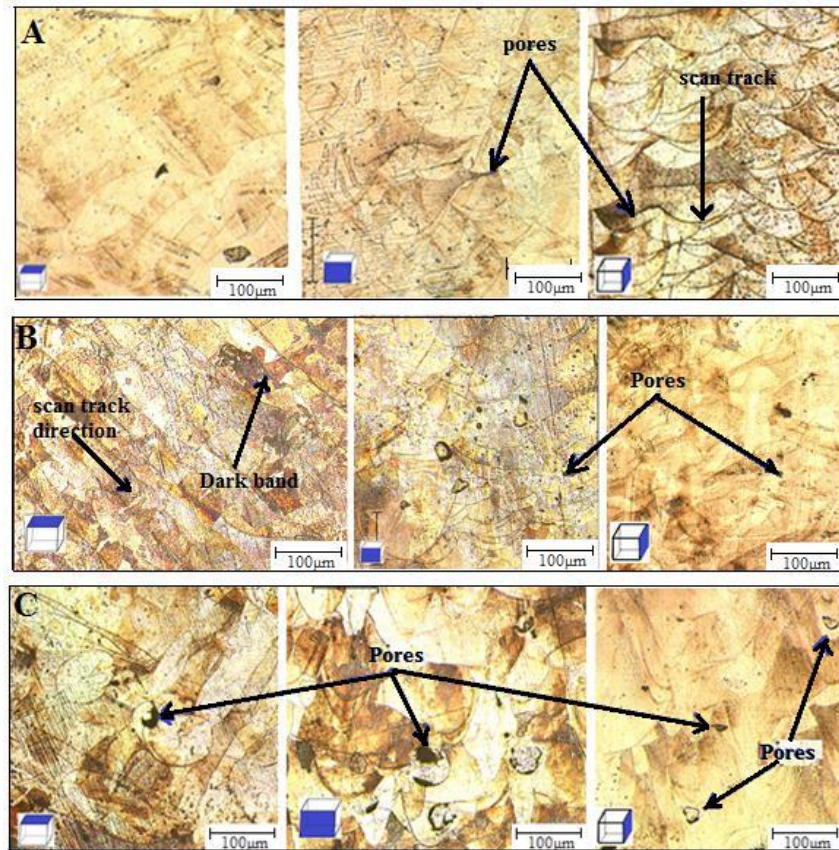 A
pores
scan track
100µm
100µm
100µm
B
scan track
direction
Dark band
Pores
100µm
100µm
100µm
C
Pores
Pores
100µm
100µm
100µm